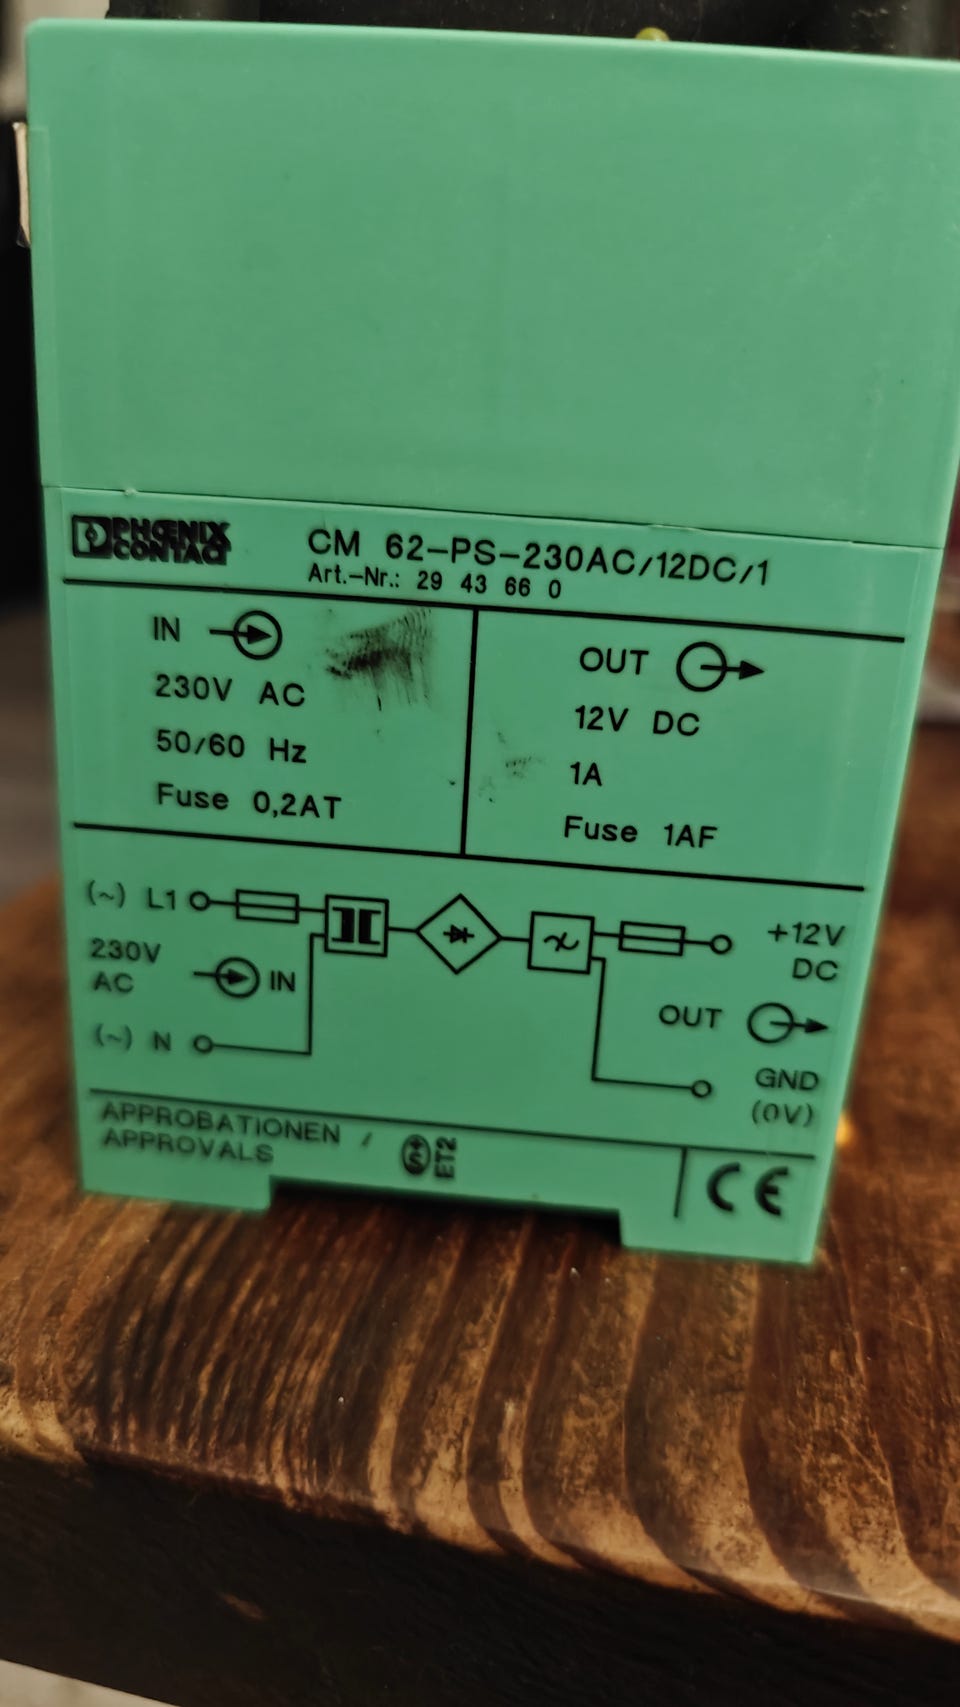 PHŒNIX
CONTACT
CM 62-PS-230AC/12DC/1
Art.-Nr.: 29 43 66 0
IN
230V AC
50/60 Hz
Fuse 0,2AT
OUT
12V DC
1A
Fuse 1AF
(~) L1
230V
AC
IN
(~) N
+12V
DC
OUT
GND
(0V)
APPROBATIONEN /
APPROVALS
S+
ET2
CE